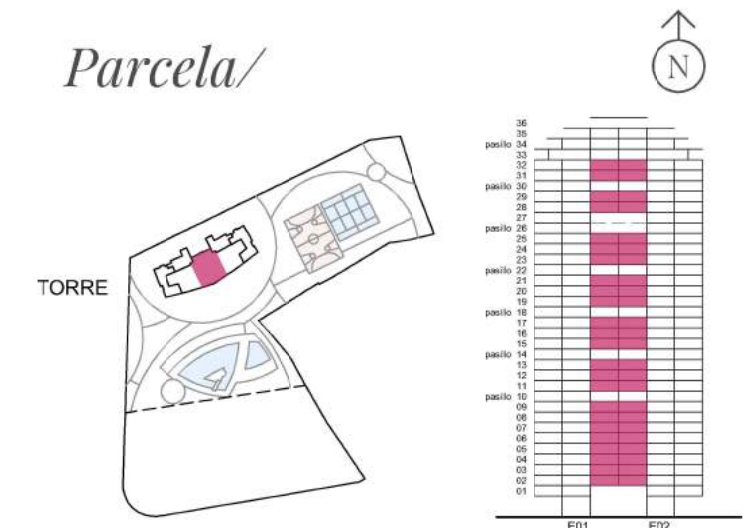 Parcela/
N
TORRE
36
35
pasillo 34
33
32
31
pasillo 30
29
28
27
pasillo 26
25
24
23
pasillo 22
21
20
19
pasillo 18
17
16
15
pasillo 14
13
12
11
pasillo 10
09
08
07
06
05
04
03
02
01
E01 E02